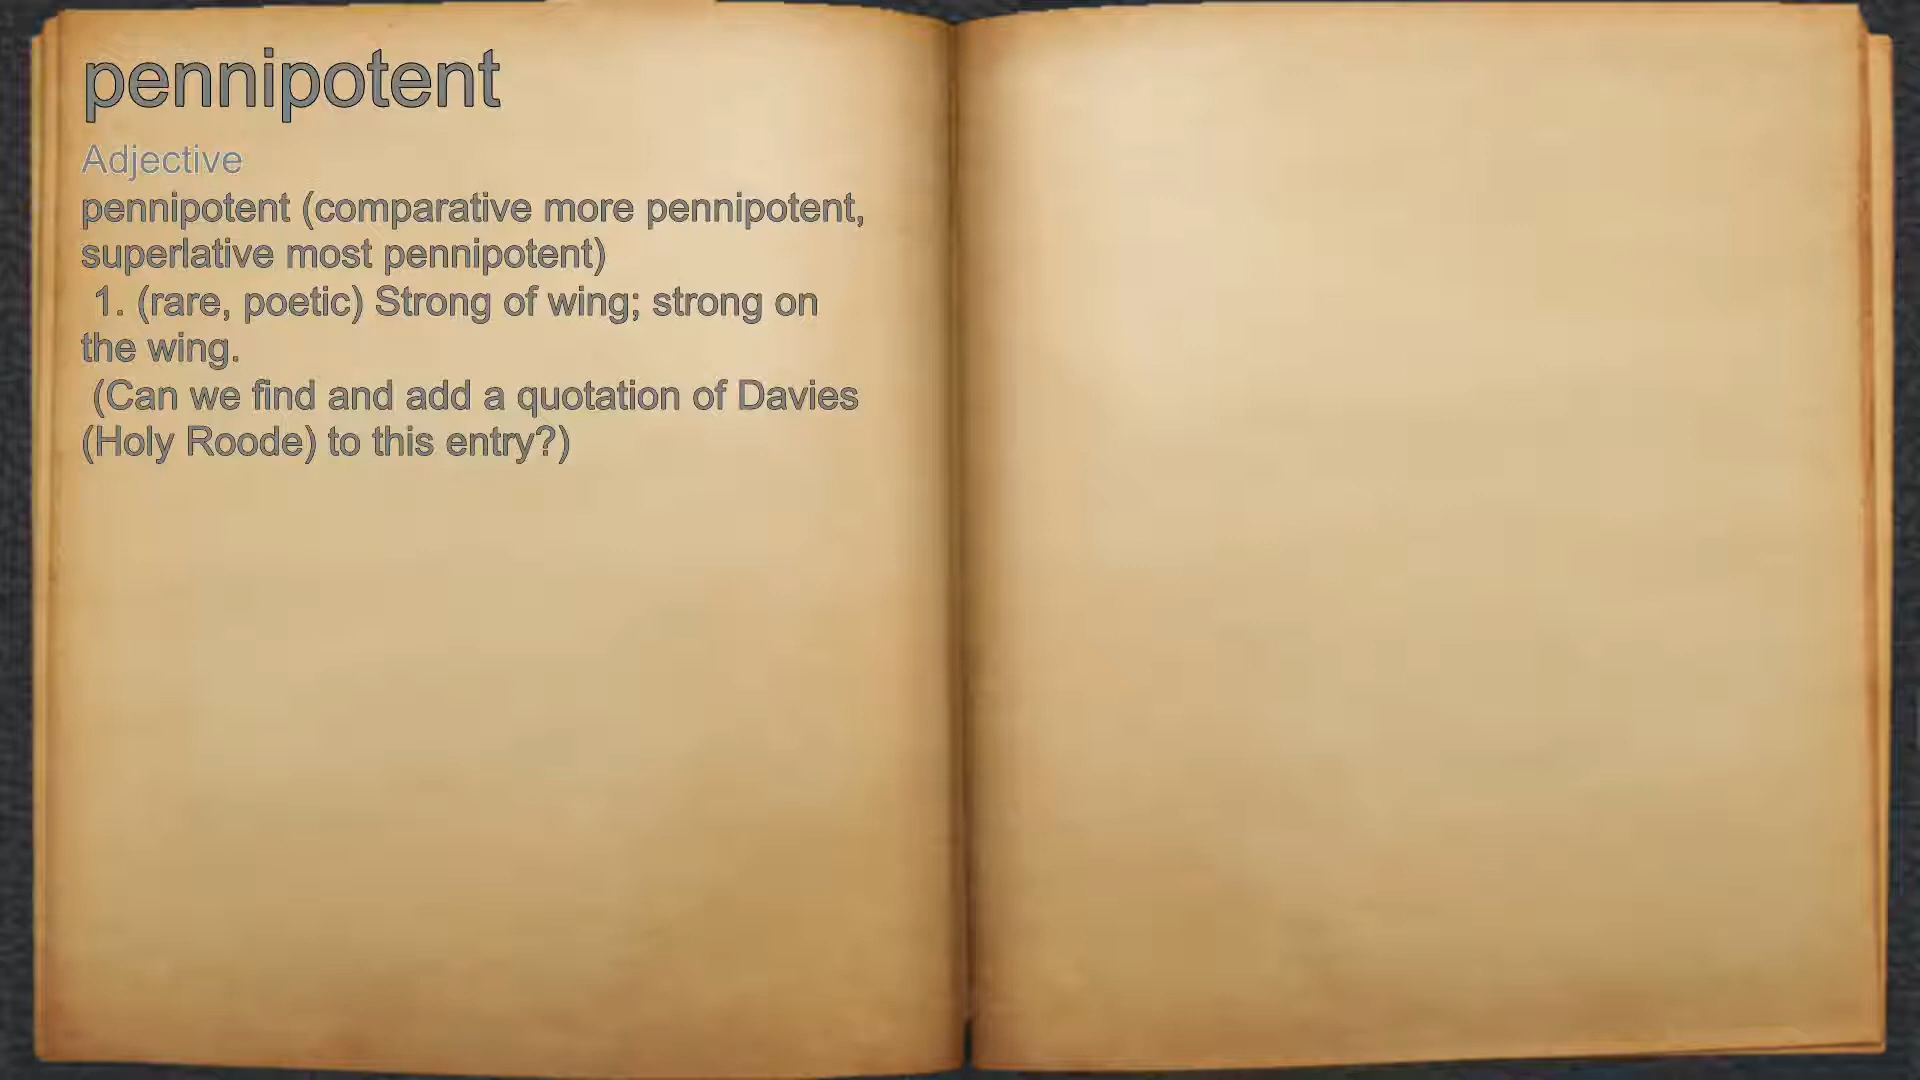 pennipotent
Adjective
pennipotent (comparative more pennipotent,
superlative most pennipotent)
1. (rare, poetic) Strong of wing; strong on
the wing.
(Can we find and add a quotation of Davies
(Holy Roode) to this entry?)